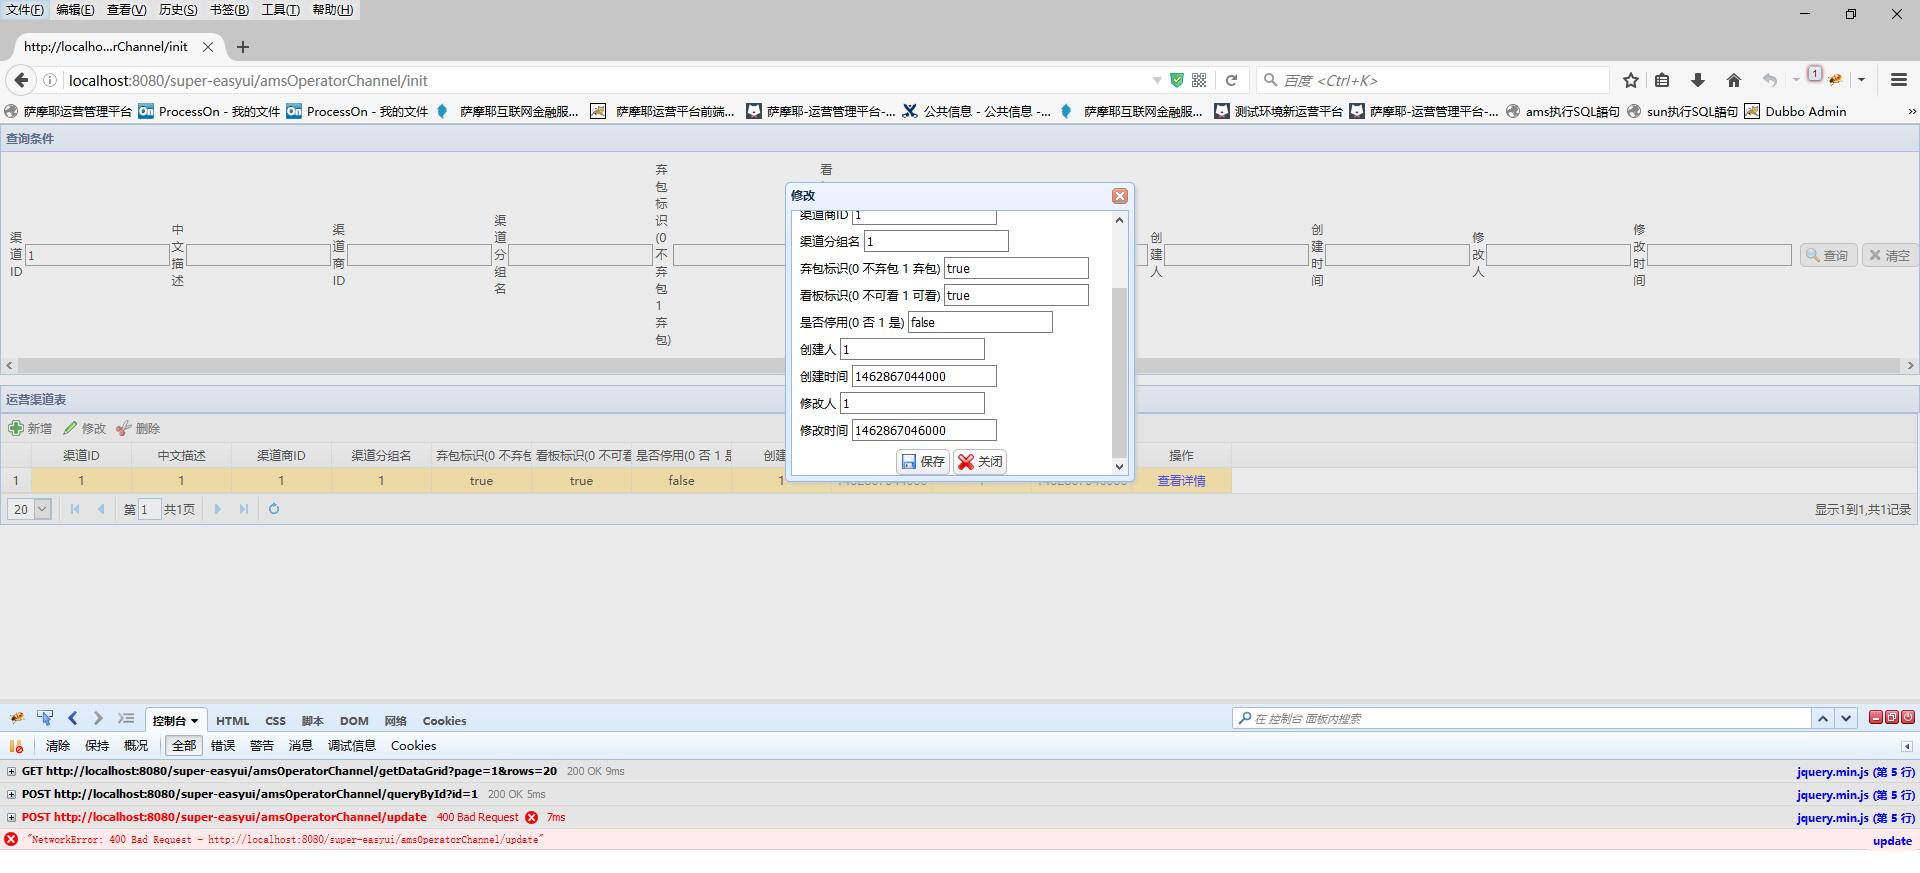 文件(F) 编辑(E) 查看(V) 历史(S) 书签(B) 工具(T) 帮助(H)
http://localho...rChannel/init
localhost:8080/super-easyui/amsOperatorChannel/init
百度 <Ctrl+K>
1
萨摩耶运营管理平台 ProcessOn - 我的文件 ProcessOn - 我的文件 萨摩耶互联网金融服... 萨摩耶运营平台前端... 萨摩耶-运营管理平台-... 公共信息 - 公共信息 -... 萨摩耶互联网金融服... 测试环境新运营平台 萨摩耶-运营管理平台-... ams执行SQL語句 sun执行SQL語句 Dubbo Admin
查询条件
渠道ID 1 中文描述 渠道商ID 渠道分组名 弃包标识(0 不弃包 1 弃包) 看 创建人 创建时间 修改人 修改时间 查询 清空
修改
渠道商ID 1
渠道分组名 1
弃包标识(0 不弃包 1 弃包) true
看板标识(0 不可看 1 可看) true
是否停用(0 否 1 是) false
创建人 1
创建时间 1462867044000
修改人 1
修改时间 1462867046000
保存 关闭
运营渠道表
新增 修改 删除
渠道ID 中文描述 渠道商ID 渠道分组名 弃包标识(0 不弃包 看板标识(0 不可看 是否停用(0 否 1 是 创建 操作
1 1 1 1 1 true true false 1 查看详情
20 第 1 共1页 显示1到1,共1记录
控制台 HTML CSS 脚本 DOM 网络 Cookies
在 控制台 面板内搜索
清除 保持 概况 全部 错误 警告 消息 调试信息 Cookies
GET http://localhost:8080/super-easyui/amsOperatorChannel/getDataGrid?page=1&rows=20 200 OK 9ms jquery.min.js (第 5 行)
POST http://localhost:8080/super-easyui/amsOperatorChannel/queryById?id=1 200 OK 5ms jquery.min.js (第 5 行)
POST http://localhost:8080/super-easyui/amsOperatorChannel/update 400 Bad Request 7ms jquery.min.js (第 5 行)
"NetworkError: 400 Bad Request - http://localhost:8080/super-easyui/amsOperatorChannel/update" update